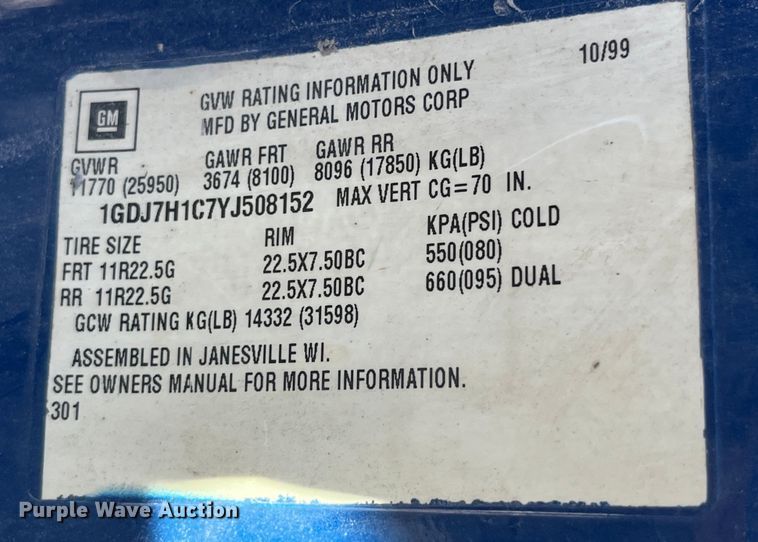 10/99
GM
GVW RATING INFORMATION ONLY
MFD BY GENERAL MOTORS CORP
GVWR GAWR FRT GAWR RR
11770 (25950) 3674 (8100) 8096 (17850) KG(LB)
1GDJ7H1C7YJ508152 MAX VERT CG=70 IN.
TIRE SIZE RIM KPA(PSI) COLD
FRT 11R22.5G 22.5X7.50BC 550(080)
RR 11R22.5G 22.5X7.50BC 660(095) DUAL
GCW RATING KG(LB) 14332 (31598)
ASSEMBLED IN JANESVILLE WI.
SEE OWNERS MANUAL FOR MORE INFORMATION.
301
Purple Wave Auction